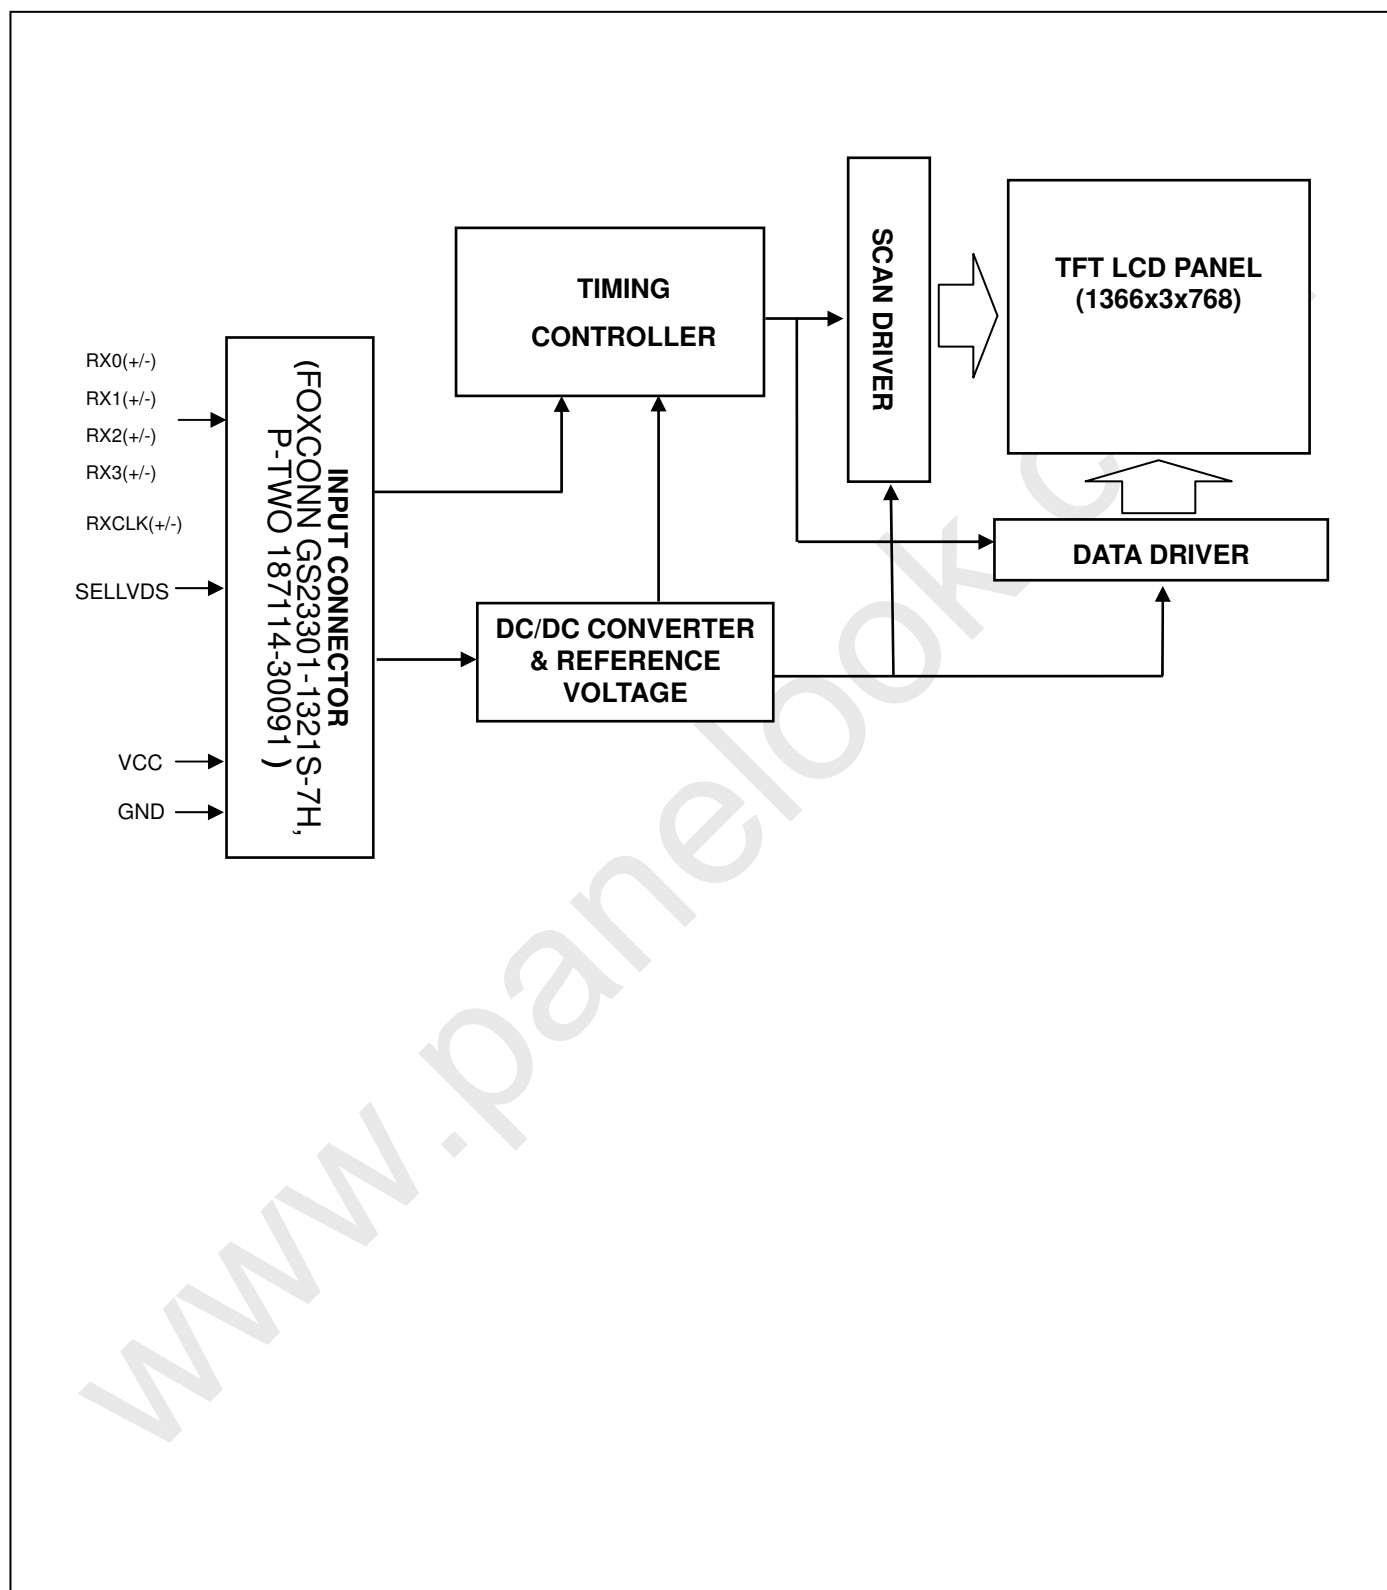 RX0(+/-)
RX1(+/-)
RX2(+/-)
RX3(+/-)
RXCLK(+/-)
SELLVDS
VCC
GND
INPUT CONNECTOR
(FOXCONN GS23301-1321S-7H,
P-TWO 187114-30091 )
TIMING
CONTROLLER
DC/DC CONVERTER
& REFERENCE
VOLTAGE
SCAN DRIVER
TFT LCD PANEL
(1366x3x768)
DATA DRIVER
www.panelook.c